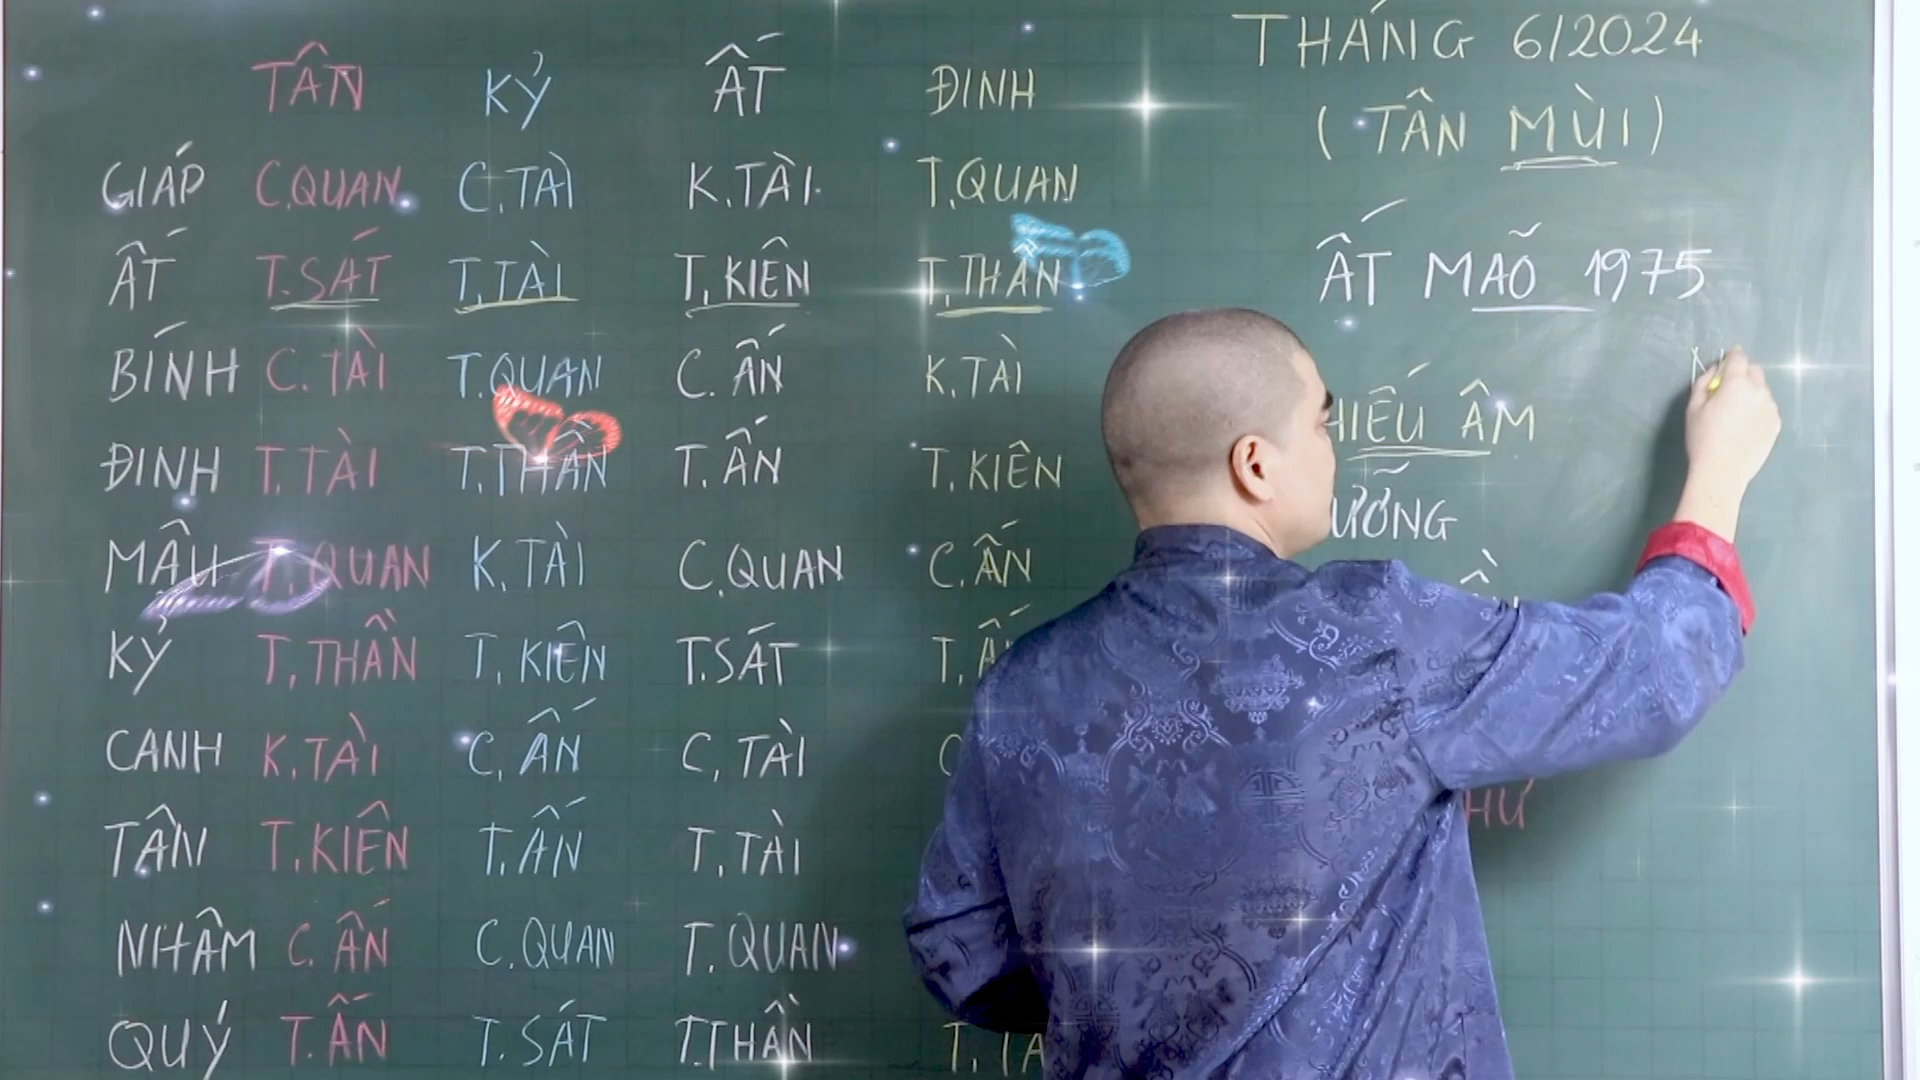 TÂN KỶ ẤT ĐINH
GIÁP C.QUAN C.TÀI K.TÀI. T.QUAN
ẤT T.SÁT T.TÀI T.KIÊN T.THẦN
BÍNH C.TÀI T.QUAN C.ẤN K.TÀI
ĐINH T.TÀI T.THẦN T.ẤN T.KIÊN
MẬU T.QUAN K.TÀI C.QUAN C.ẤN
KỶ T.THẦN T.KIÊN T.SÁT
CANH K.TÀI C.ẤN C.TÀI
TÂN T.KIÊN T.ẤN T.TÀI
NHÂM C.ẤN C.QUAN T.QUAN
QUÝ T.ẤN T.SÁT T.THẦN
THÁNG 6/2024
(TÂN MÙI)
ẤT MÃO 1975
HIẾU ÂM
ƯỠNG